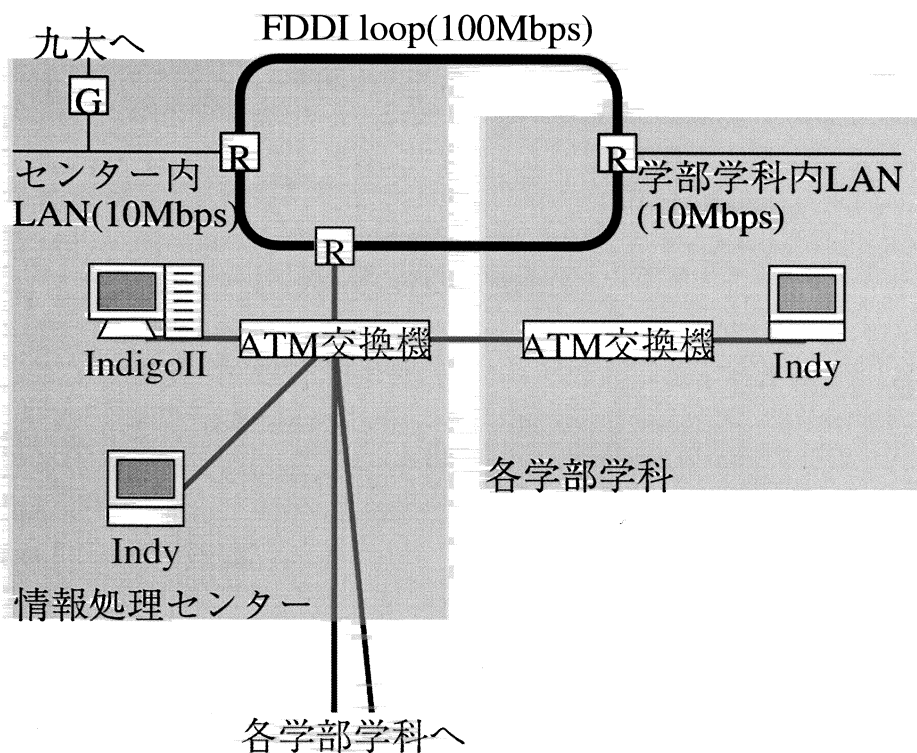 FDDI loop(100Mbps)
九大へ
G
R
R
センター内
LAN(10Mbps)
学部学科内LAN
(10Mbps)
R
ATM交換機
ATM交換機
IndigoII
Indy
各学部学科
Indy
情報処理センター
各学部学科へ